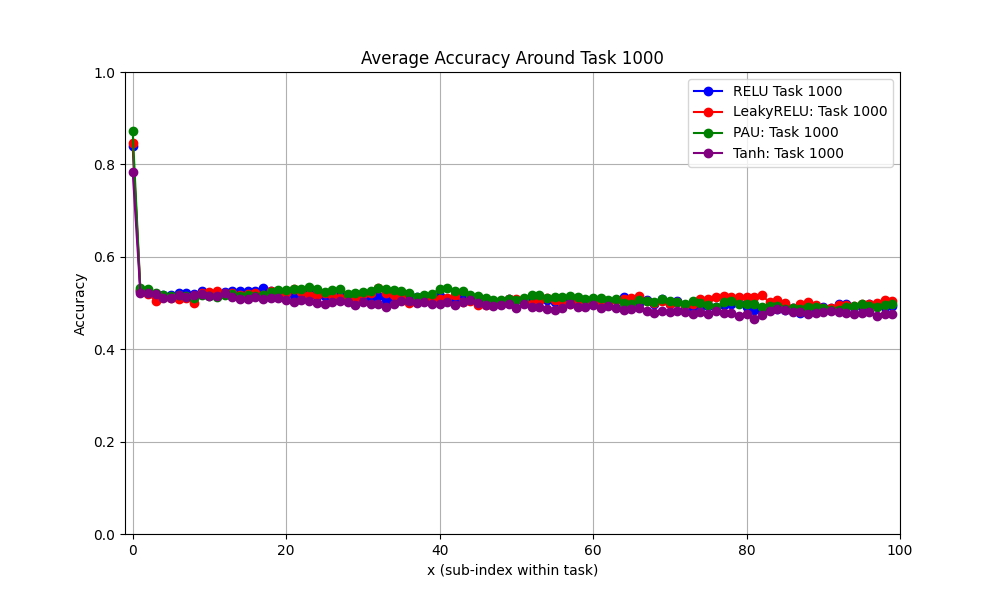 Average Accuracy Around Task 1000
1.0
0.8
0.6
0.4
0.2
0.0
Accuracy
RELU Task 1000
LeakyRELU: Task 1000
PAU: Task 1000
Tanh: Task 1000
0 20 40 60 80 100
x (sub-index within task)